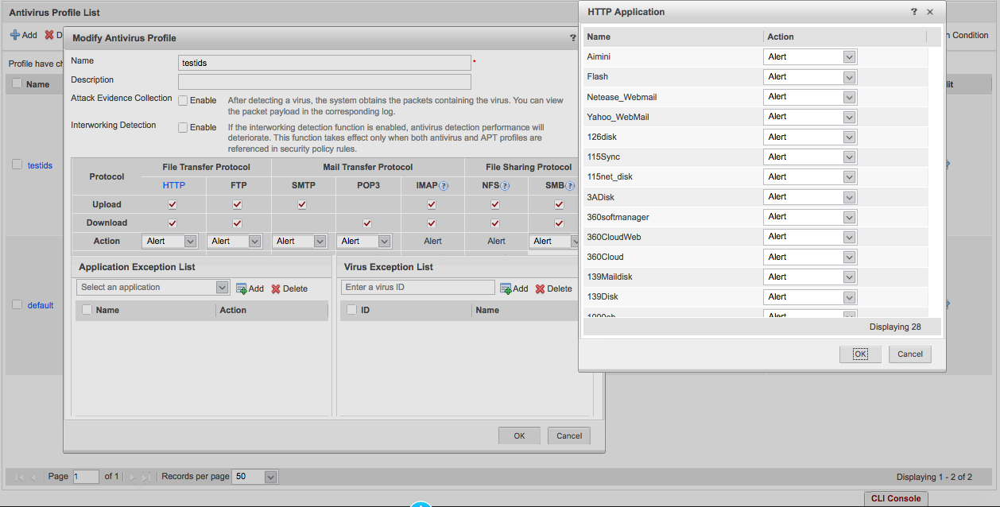 Antivirus Profile List
Add
D
Profile have ch
Name
testids
default
n Condition
lit
Modify Antivirus Profile
?
Name
testids
*
Description
Attack Evidence Collection
Enable
After detecting a virus, the system obtains the packets containing the virus. You can view
the packet payload in the corresponding log.
Interworking Detection
Enable
If the interworking detection function is enabled, antivirus detection performance will
deteriorate. This function takes effect only when both antivirus and APT profiles are
referenced in security policy rules.
Protocol
File Transfer Protocol
Mail Transfer Protocol
File Sharing Protocol
HTTP
FTP
SMTP
POP3
IMAP ?
NFS ?
SMB ?
Upload
Download
Action
Alert
Alert
Alert
Alert
Alert
Alert
Alert
Application Exception List
Select an application
Add
Delete
Name
Action
Virus Exception List
Enter a virus ID
Add
Delete
ID
Name
OK
Cancel
HTTP Application
?
Name
Action
Aimini
Alert
Flash
Alert
Netease_Webmail
Alert
Yahoo_WebMail
Alert
126disk
Alert
115Sync
Alert
115net_disk
Alert
3ADisk
Alert
360softmanager
Alert
360CloudWeb
Alert
360Cloud
Alert
139Maildisk
Alert
139Disk
Alert
Alert
Displaying 28
OK
Cancel
Page
1
of 1
Records per page
50
Displaying 1 - 2 of 2
CLI Console